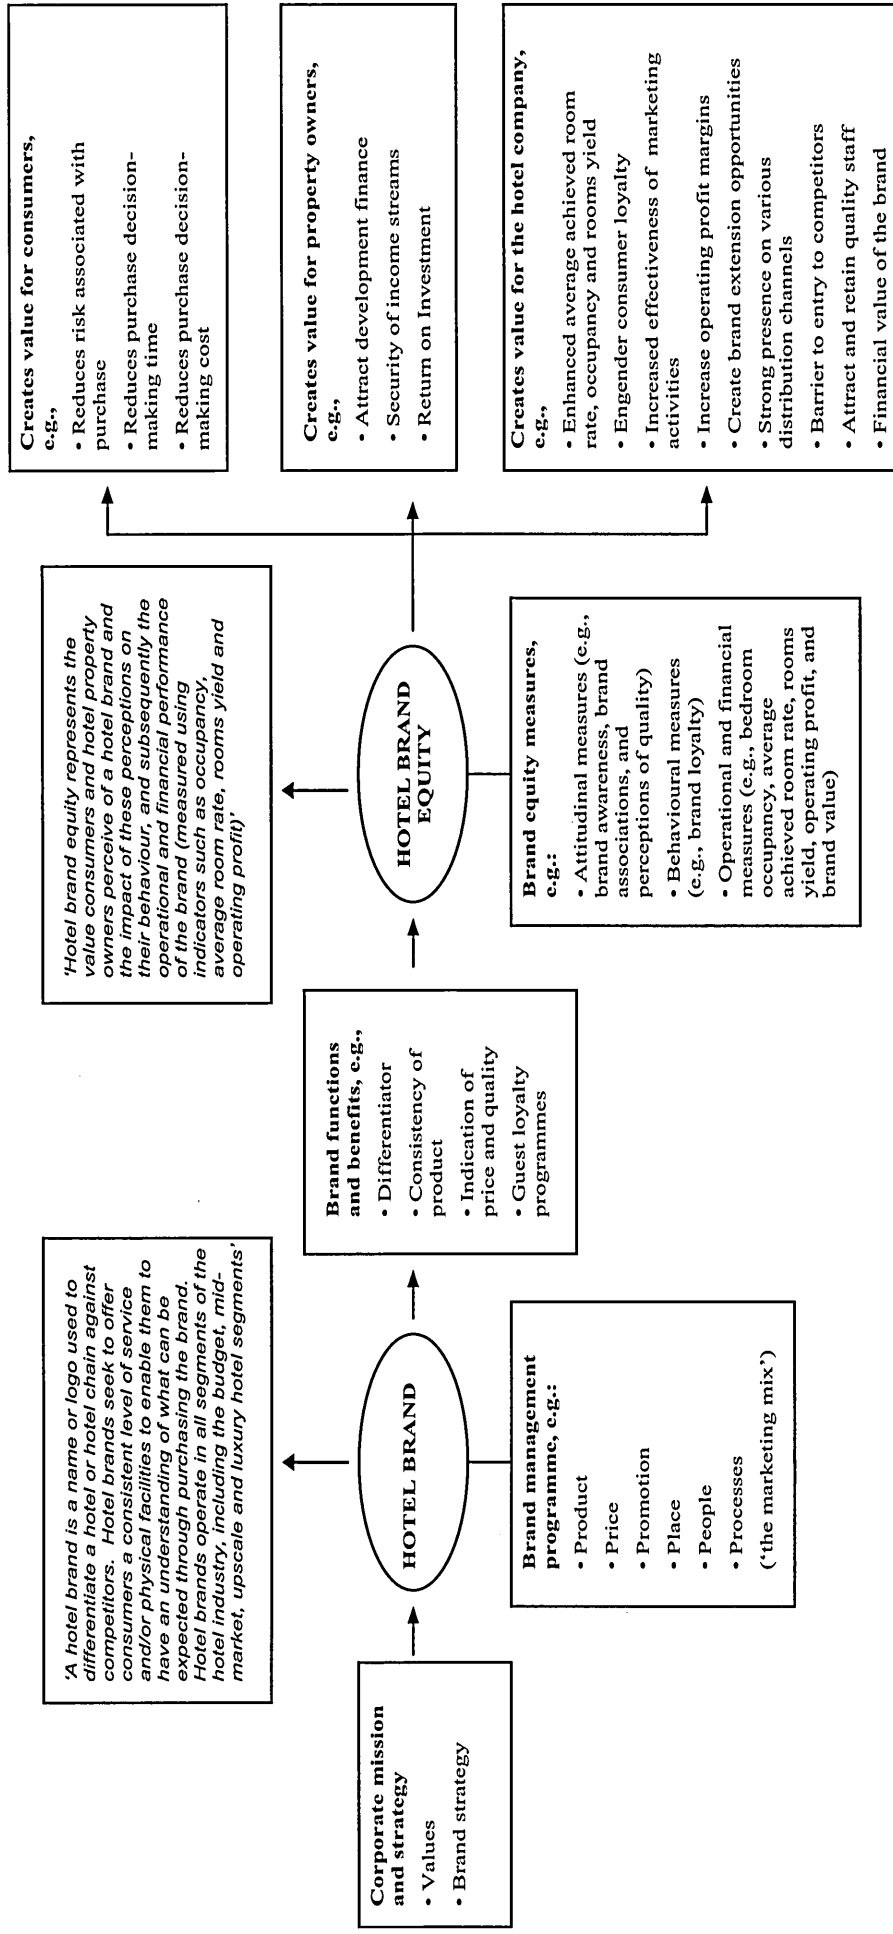 Corporate mission
and strategy
• Values
• Brand strategy
'A hotel brand is a name or logo used to
differentiate a hotel or hotel chain against
competitors. Hotel brands seek to offer
consumers a consistent level of service
and/or physical facilities to enable them to
have an understanding of what can be
expected through purchasing the brand.
Hotel brands operate in all segments of the
hotel industry, including the budget, mid-
market, upscale and luxury hotel segments'
HOTEL BRAND
Brand management
programme, e.g.:
• Product
• Price
• Promotion
• Place
• People
• Processes
('the marketing mix')
Brand functions
and benefits, e.g.,
• Differentiator
• Consistency of
product
• Indication of
price and quality
• Guest loyalty
programmes
'Hotel brand equity represents the
value consumers and hotel property
owners perceive of a hotel brand and
the impact of these perceptions on
their behaviour, and subsequently the
operational and financial performance
of the brand (measured using
indicators such as occupancy,
average room rate, rooms yield and
operating profit)'
HOTEL BRAND
EQUITY
Brand equity measures,
e.g.:
• Attitudinal measures (e.g.,
brand awareness, brand
associations, and
perceptions of quality)
• Behavioural measures
(e.g., brand loyalty)
• Operational and financial
measures (e.g., bedroom
occupancy, average
achieved room rate, rooms
yield, operating profit, and
brand value)
Creates value for consumers,
e.g.,
• Reduces risk associated with
purchase
• Reduces purchase decision-
making time
• Reduces purchase decision-
making cost
Creates value for property owners,
e.g.,
• Attract development finance
• Security of income streams
• Return on Investment
Creates value for the hotel company,
e.g.,
• Enhanced average achieved room
rate, occupancy and rooms yield
• Engender consumer loyalty
• Increased effectiveness of marketing
activities
• Increase operating profit margins
• Create brand extension opportunities
• Strong presence on various
distribution channels
• Barrier to entry to competitors
• Attract and retain quality staff
• Financial value of the brand